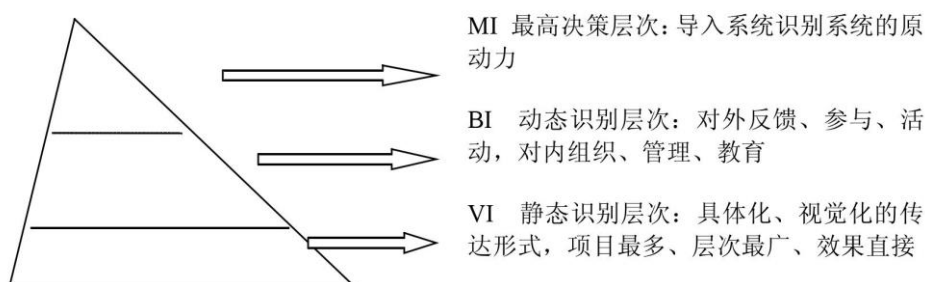 MI 最高决策层次：导入系统识别系统的原
动力
BI 动态识别层次：对外反馈、参与、活
动，对内组织、管理、教育
VI 静态识别层次：具体化、视觉化的传
达形式，项目最多、层次最广、效果直接